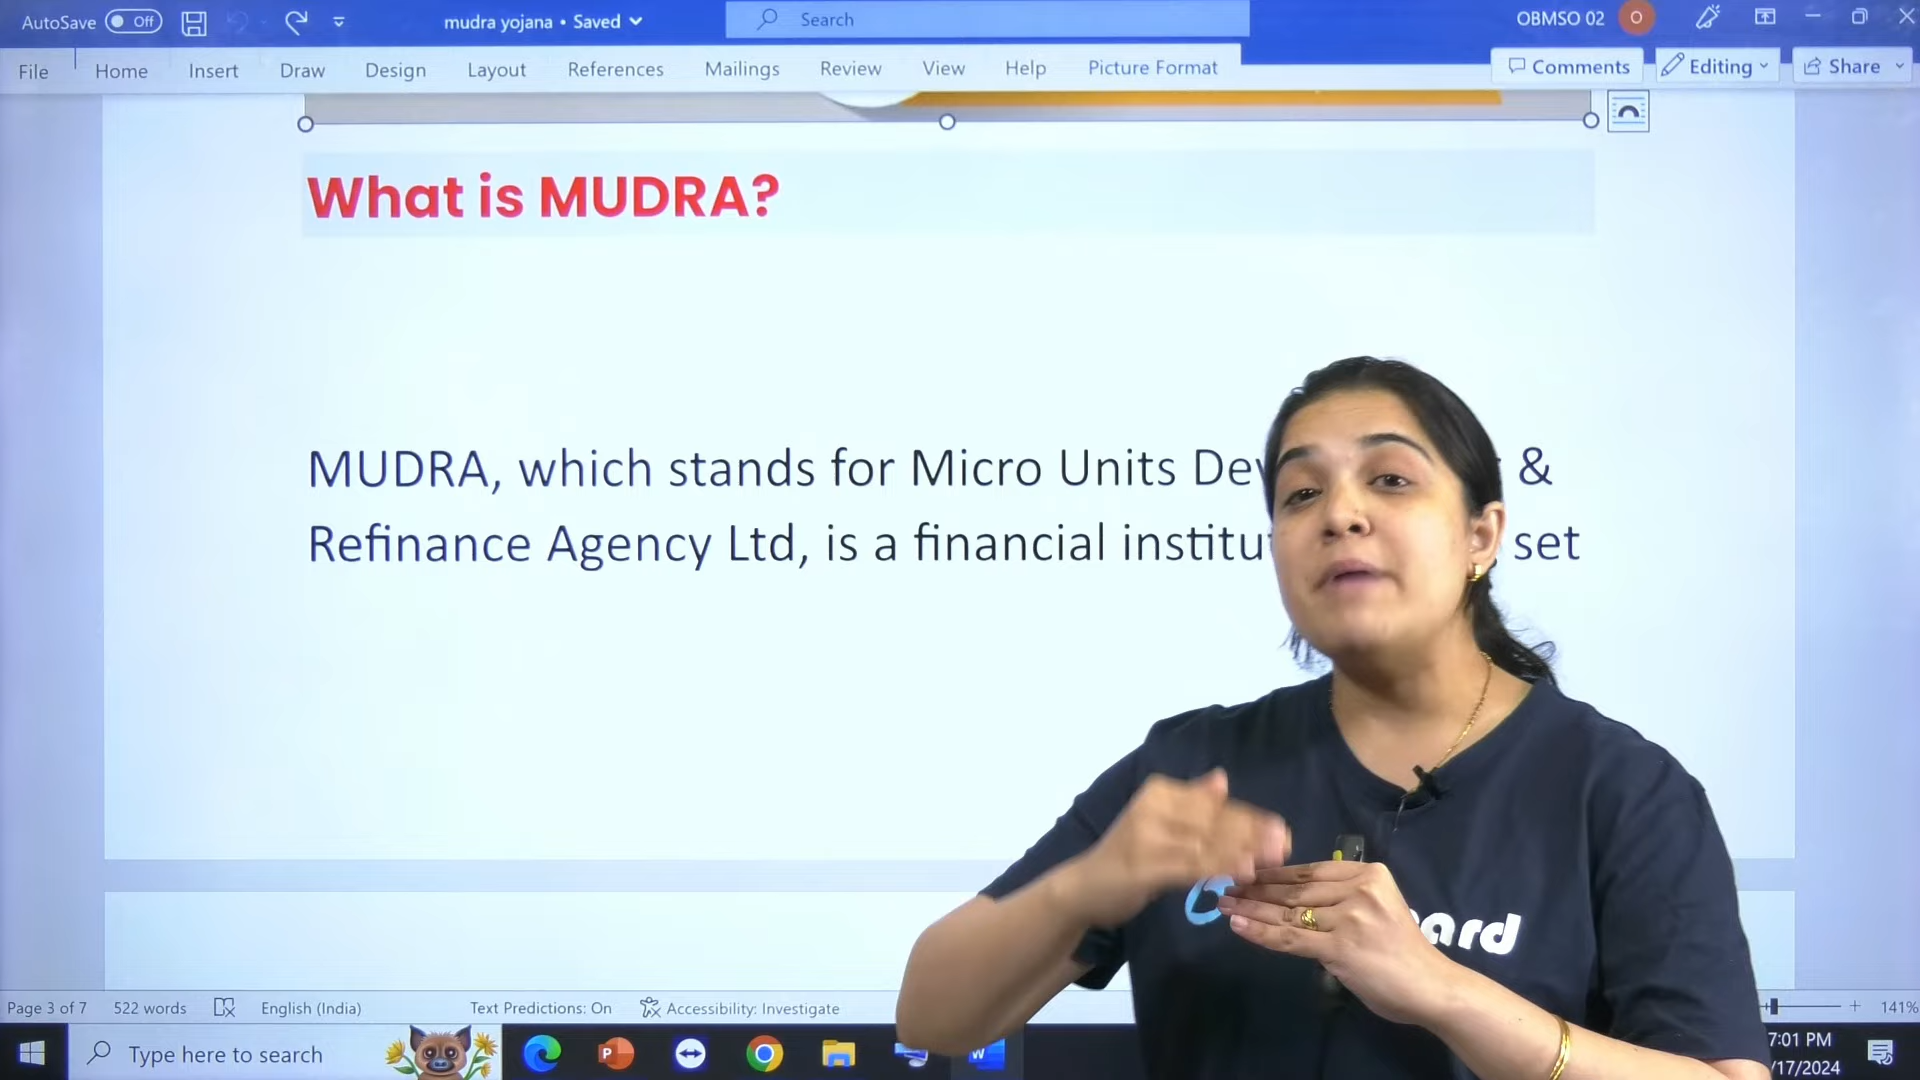 AutoSave Off mudra yojana • Saved Search OBMSO 02 O
File Home Insert Draw Design Layout References Mailings Review View Help Picture Format Comments Editing Share
What is MUDRA?
MUDRA, which stands for Micro Units &
Refinance Agency Ltd, is a financial set
ard
Page 3 of 7 522 words English (India) Text Predictions: On Accessibility: Investigate 141%
Type here to search P W 7:01 PM
/17/2024